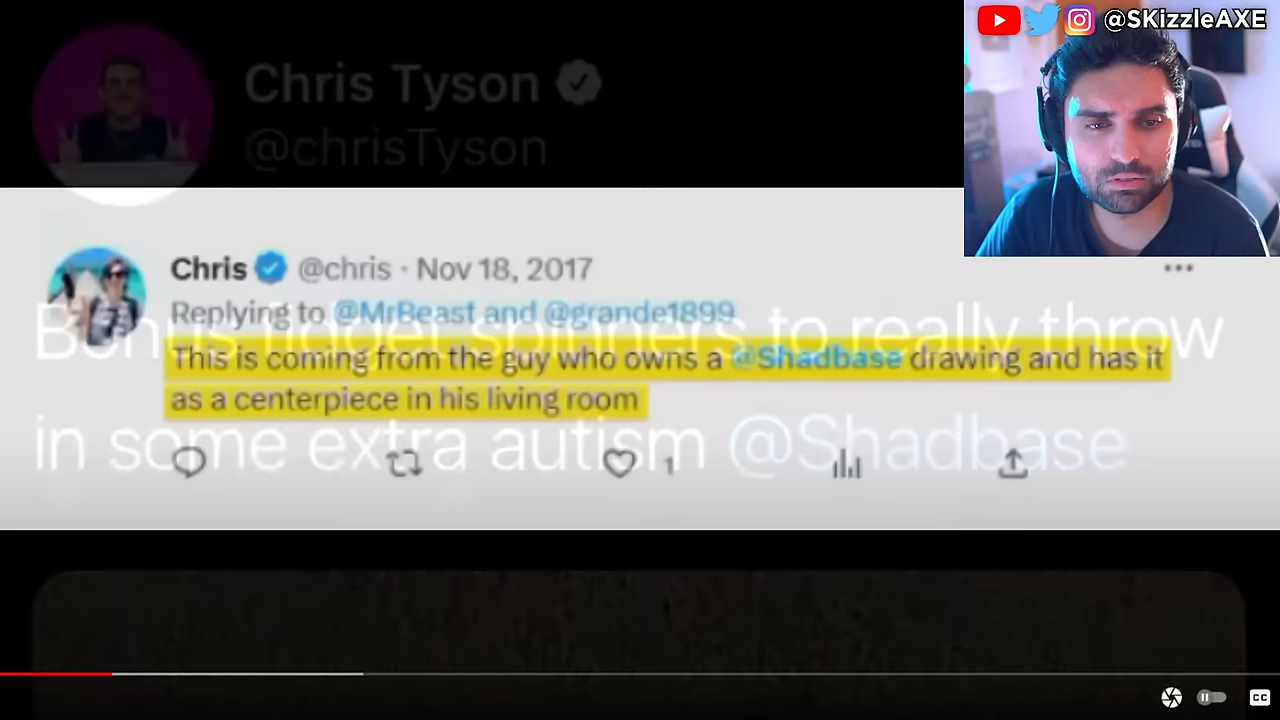 @SKizzleAXE
Chris Tyson
@chrisTyson
Chris @chris · Nov 18, 2017
Replying to @MrBeast and @grande1899
This is coming from the guy who owns a @Shadbase drawing and has it
as a centerpiece in his living room
finger spinners to really throw
in some extra autism @Shadbase
1
CC